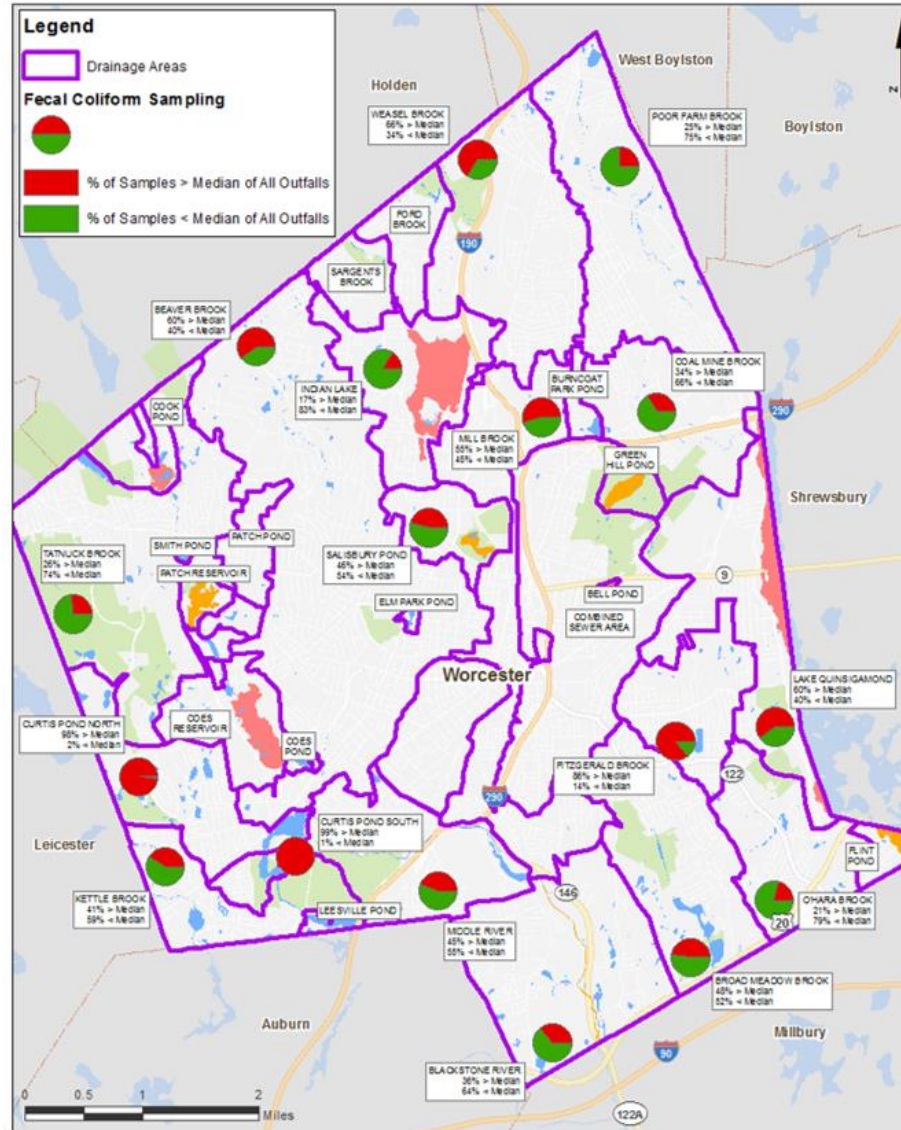 Legend
Drainage Areas
Fecal Coliform Sampling
% of Samples > Median of All Outfalls
% of Samples < Median of All Outfalls
Holden
West Boylston
Boylston
N
WEASEL BROOK
66% > Median
34% < Median
POOR FARM BROOK
25% > Median
75% < Median
FORD
BROOK
190
SARGENTS
BROOK
BEAVER BROOK
60% > Median
40% < Median
INDIAN LAKE
17% > Median
83% < Median
BURNCOAT
PARK POND
COAL MINE BROOK
34% > Median
66% < Median
290
COOK
POND
MILL BROOK
55% > Median
45% < Median
GREEN
HILL POND
Shrewsbury
TATNUCK BROOK
26% > Median
74% < Median
SMITH POND
PATCH POND
PATCH RESERVOIR
SALISBURY POND
46% > Median
54% < Median
ELM PARK POND
BELL POND
9
COMBINED
SEWER AREA
Worcester
LAKE QUINSIGAMOND
60% > Median
40% < Median
CURTIS POND NORTH
98% > Median
2% < Median
COES
RESERVOIR
COES
POND
FITZGERALD BROOK
86% > Median
14% < Median
122
290
Leicester
CURTIS POND SOUTH
99% > Median
1% < Median
FLINT
POND
KETTLE BROOK
41% > Median
59% < Median
LEESVILLE POND
146
MIDDLE RIVER
45% > Median
55% < Median
OHARA BROOK
21% > Median
79% < Median
20
BROAD MEADOW BROOK
48% > Median
52% < Median
Auburn
Millbury
90
BLACKSTONE RIVER
36% > Median
64% < Median
122A
0 0.5 1 2
Miles